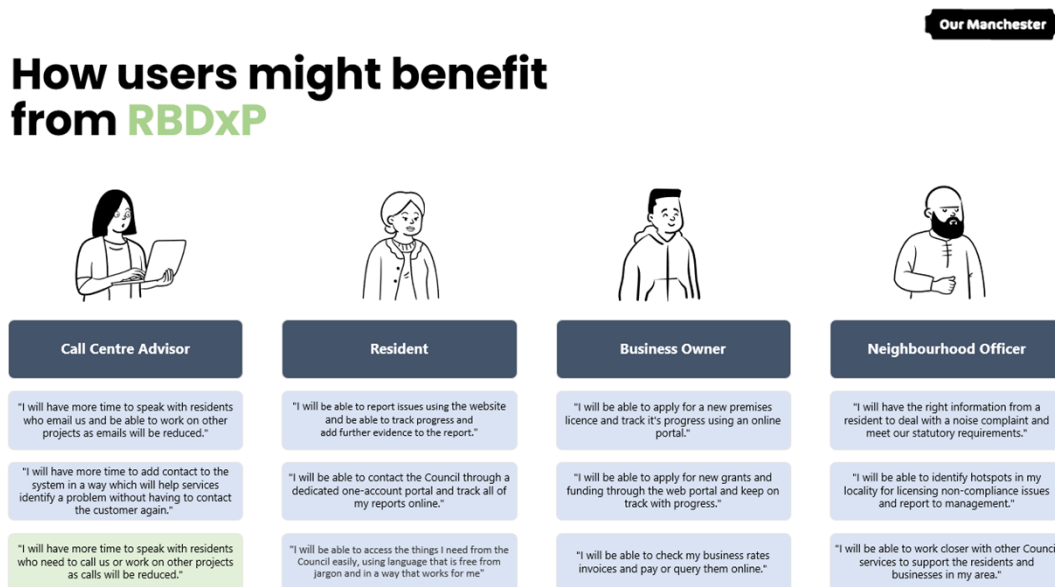 Our Manchester
How users might benefit
from RBDxP
Call Centre Advisor
"I will have more time to speak with residents
who email us and be able to work on other
projects as emails will be reduced."
"I will have more time to add contact to the
system in a way which will help services
identify a problem without having to contact
the customer again."
"I will have more time to speak with residents
who need to call us or work on other projects
as calls will be reduced."
Resident
"I will be able to report issues using the website
and be able to track progress and
add further evidence to the report."
"I will be able to contact the Council through a
dedicated one-account portal and track all of
my reports online."
"I will be able to access the things I need from the
Council easily, using language that is free from
jargon and in a way that works for me"
Business Owner
"I will be able to apply for a new premises
licence and track it's progress using an online
portal."
"I will be able to apply for new grants and
funding through the web portal and keep on
track with progress."
"I will be able to check my business rates
invoices and pay or query them online."
Neighbourhood Officer
"I will have the right information from a
resident to deal with a noise complaint and
meet our statutory requirements."
"I will be able to identify hotspots in my
locality for licensing non-compliance issues
and report to management."
"I will be able to work closer with other Counci
services to support the residents and
businesses in my area."